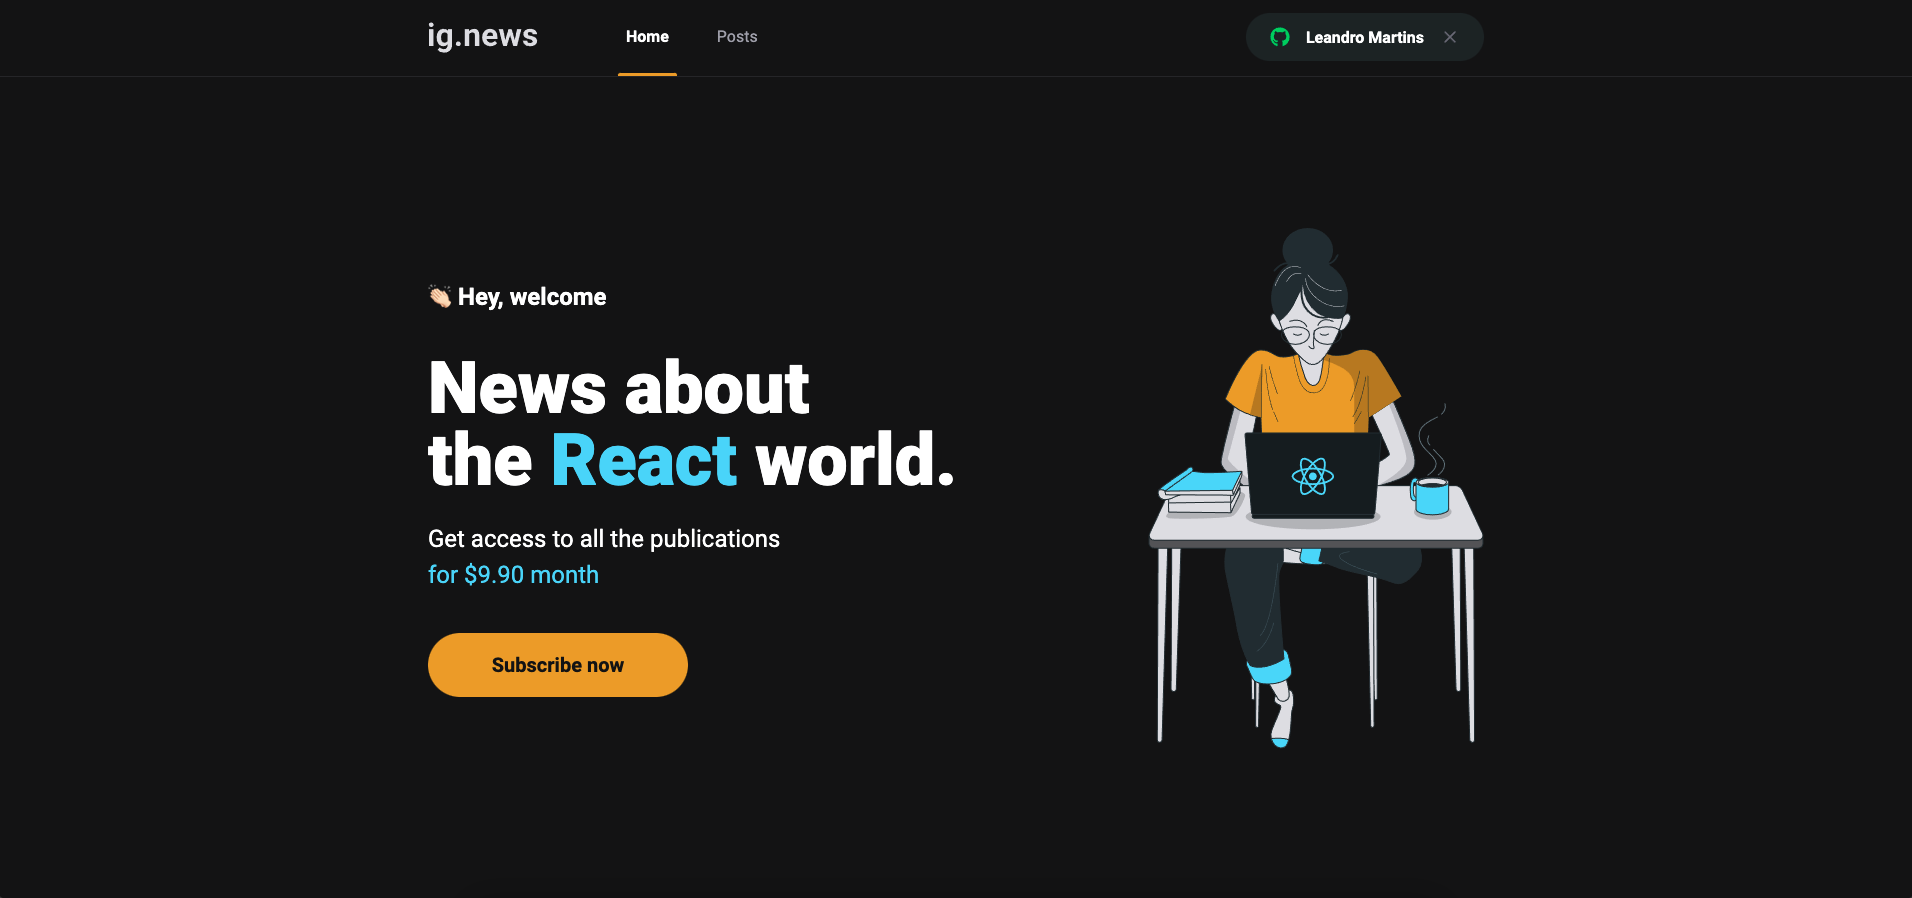 ig.news
Home
Posts
Leandro Martins
👏🏻 Hey, welcome
News about
the React world.
Get access to all the publications
for $9.90 month
Subscribe now